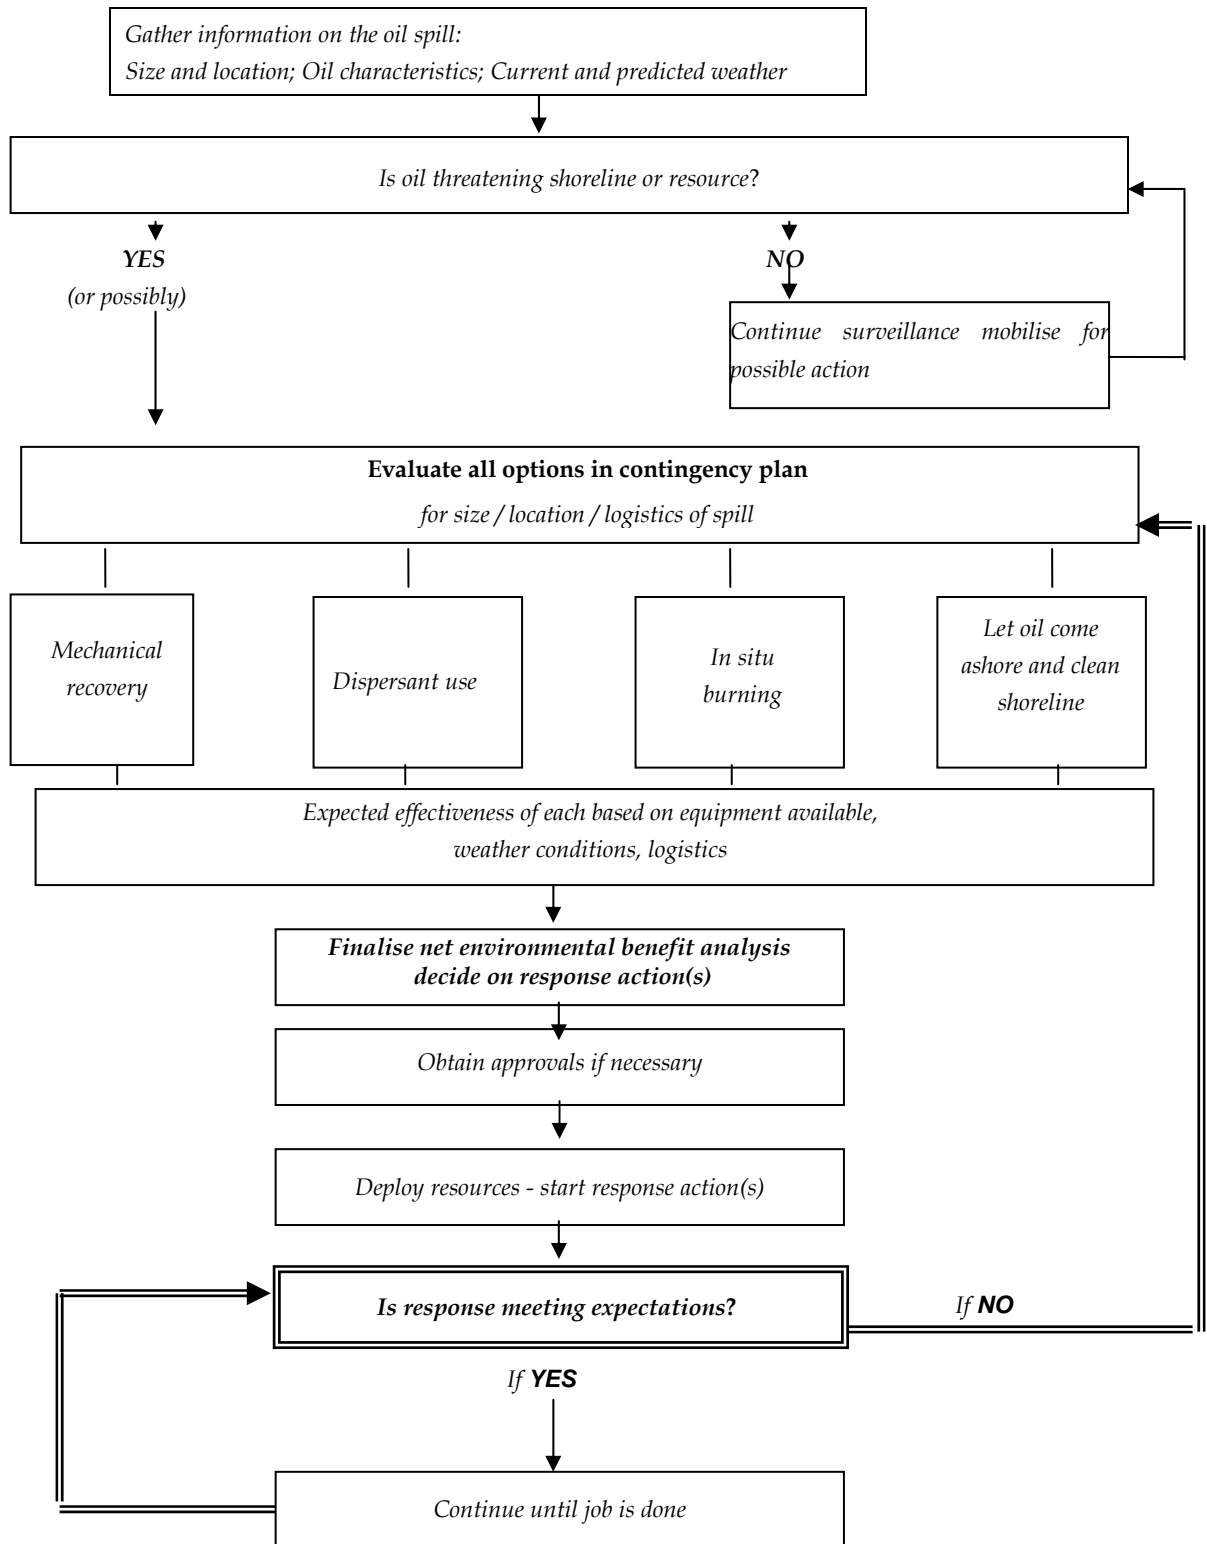 Gather information on the oil spill:
Size and location; Oil characteristics; Current and predicted weather
Is oil threatening shoreline or resource?
YES
(or possibly)
NO
Continue surveillance mobilise for
possible action
Evaluate all options in contingency plan
for size / location / logistics of spill
Mechanical
recovery
Dispersant use
In situ
burning
Let oil come
ashore and clean
shoreline
Expected effectiveness of each based on equipment available,
weather conditions, logistics
Finalise net environmental benefit analysis
decide on response action(s)
Obtain approvals if necessary
Deploy resources - start response action(s)
Is response meeting expectations?
If NO
If YES
Continue until job is done